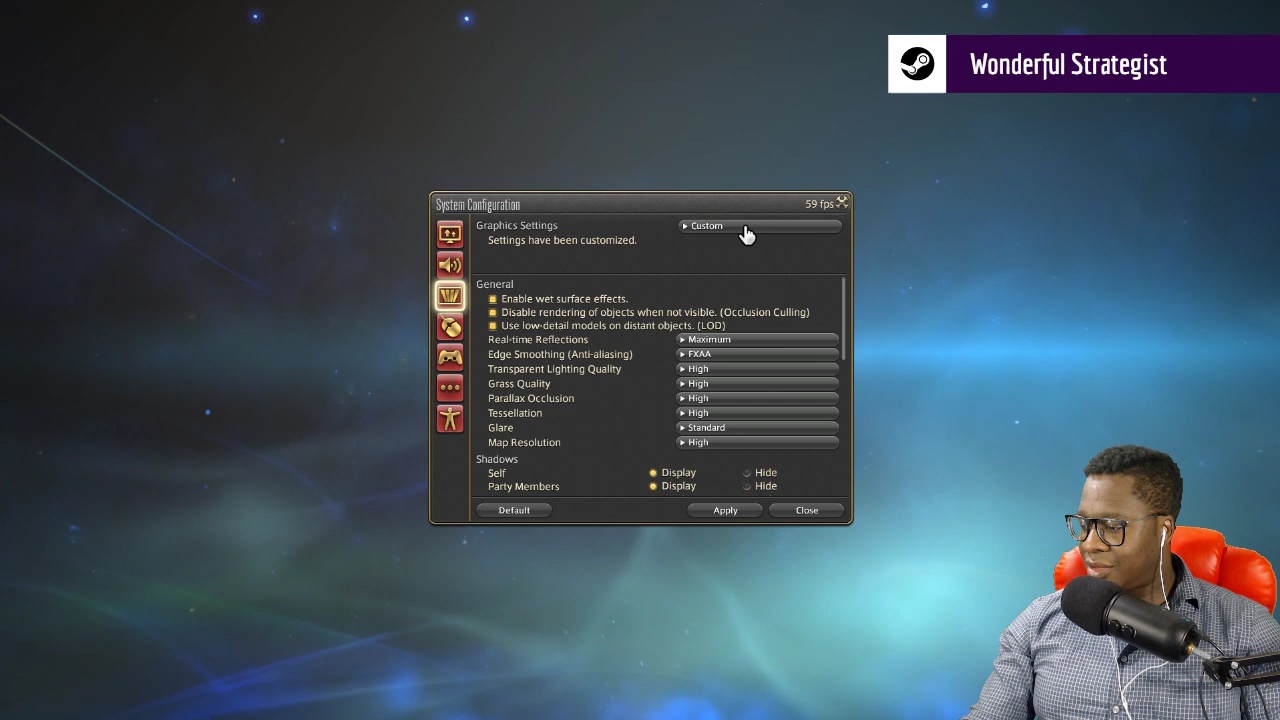 Wonderful Strategist
System Configuration 59 fps
Graphics Settings Custom
Settings have been customized.
General
Enable wet surface effects.
Disable rendering of objects when not visible. (Occlusion Culling)
Use low-detail models on distant objects. (LOD)
Real-time Reflections Maximum
Edge Smoothing (Anti-aliasing) FXAA
Transparent Lighting Quality High
Grass Quality High
Parallax Occlusion High
Tessellation High
Glare Standard
Map Resolution High
Shadows
Self Display Hide
Party Members Display Hide
Default Apply Close